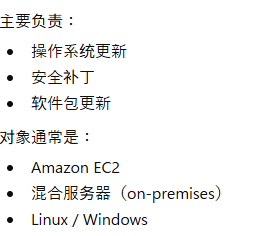 主要负责：
• 操作系统更新
• 安全补丁
• 软件包更新
对象通常是：
• Amazon EC2
• 混合服务器（on-premises）
• Linux / Windows